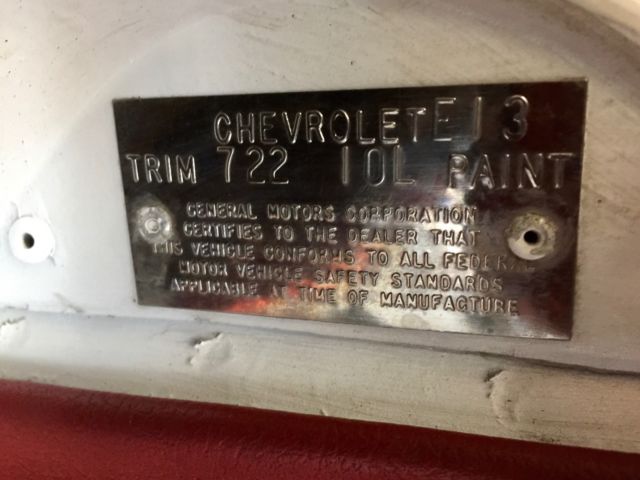 CHEVROLET E13
TRIM 722 10L PAINT
GENERAL MOTORS CORPORATION
CERTIFIES TO THE DEALER THAT
THIS VEHICLE CONFORMS TO ALL FEDERAL
MOTOR VEHICLE SAFETY STANDARDS
APPLICABLE AT TIME OF MANUFACTURE